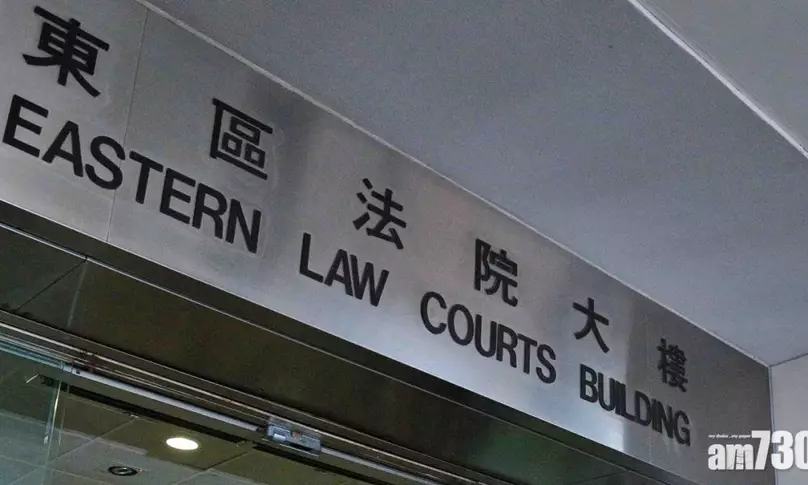 東區法院大樓
EASTERN LAW COURTS BUILDING
am730